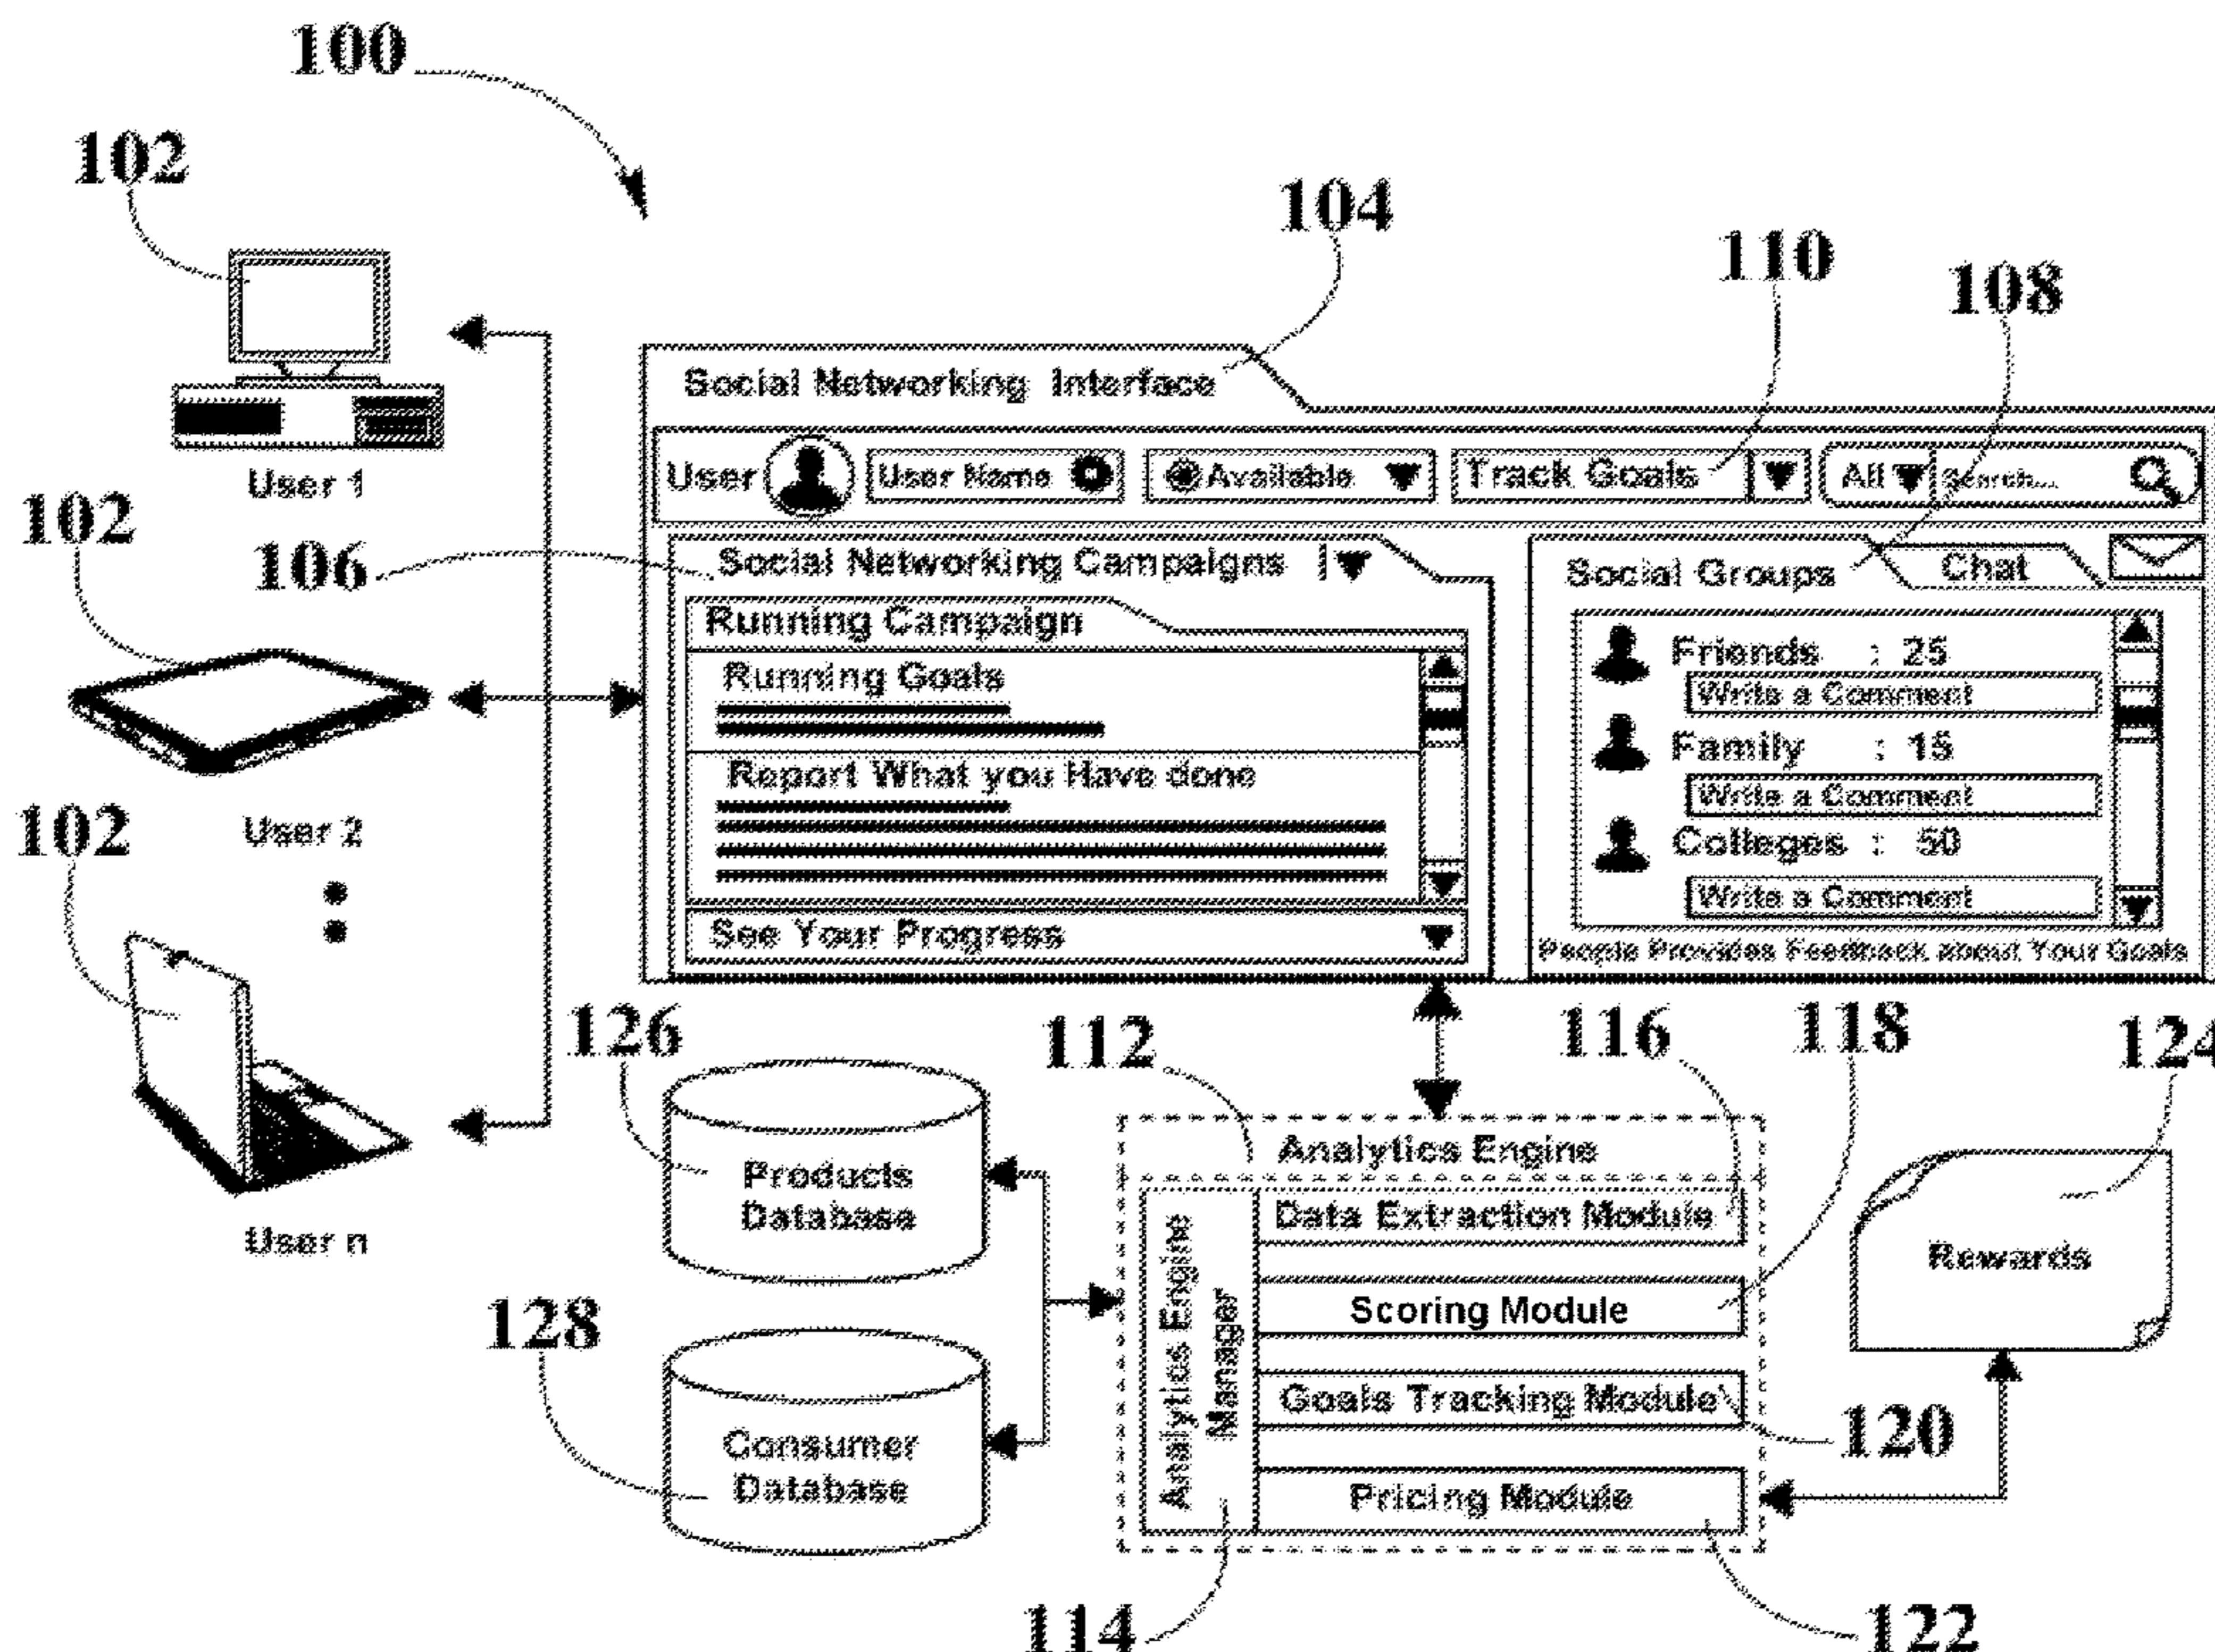 100
102
104
110
108
Social Networking Interface
User
User Name
Available
Track Goals
All
Search...
User 1
102
106
Social Networking Campaigns
Social Groups
Chat
Running Campaign
Running Goals
Friends : 25
Write a Comment
Family : 15
Write a Comment
Report What you Have done
Colleges : 50
Write a Comment
See Your Progress
People Provides Feedback about Your Goals
User 2
102
User n
126
112
116
118
124
Products
Database
Analytics Engine
Analytics Engine
Manager
Data Extraction Module
Scoring Module
Goals Tracking Module
Pricing Module
Rewards
128
Consumer
Database
120
114
122